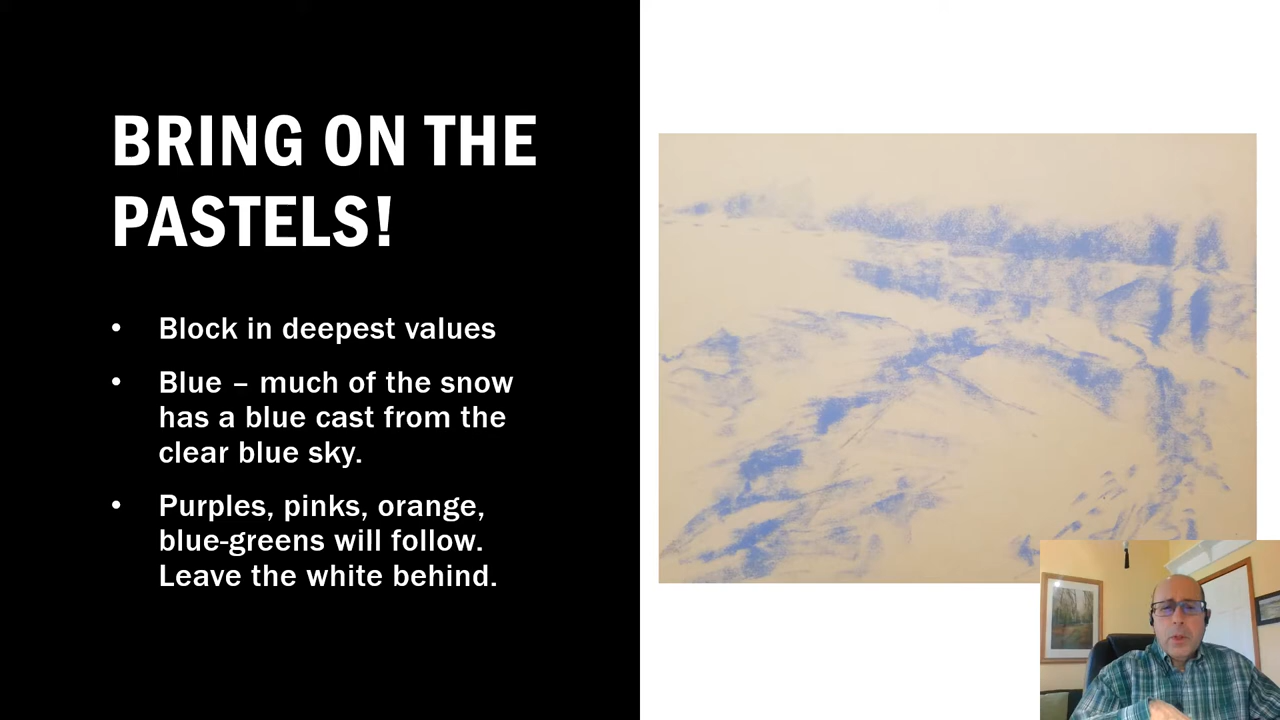 BRING ON THE
PASTELS!
• Block in deepest values
• Blue – much of the snow
has a blue cast from the
clear blue sky.
• Purples, pinks, orange,
blue-greens will follow.
Leave the white behind.